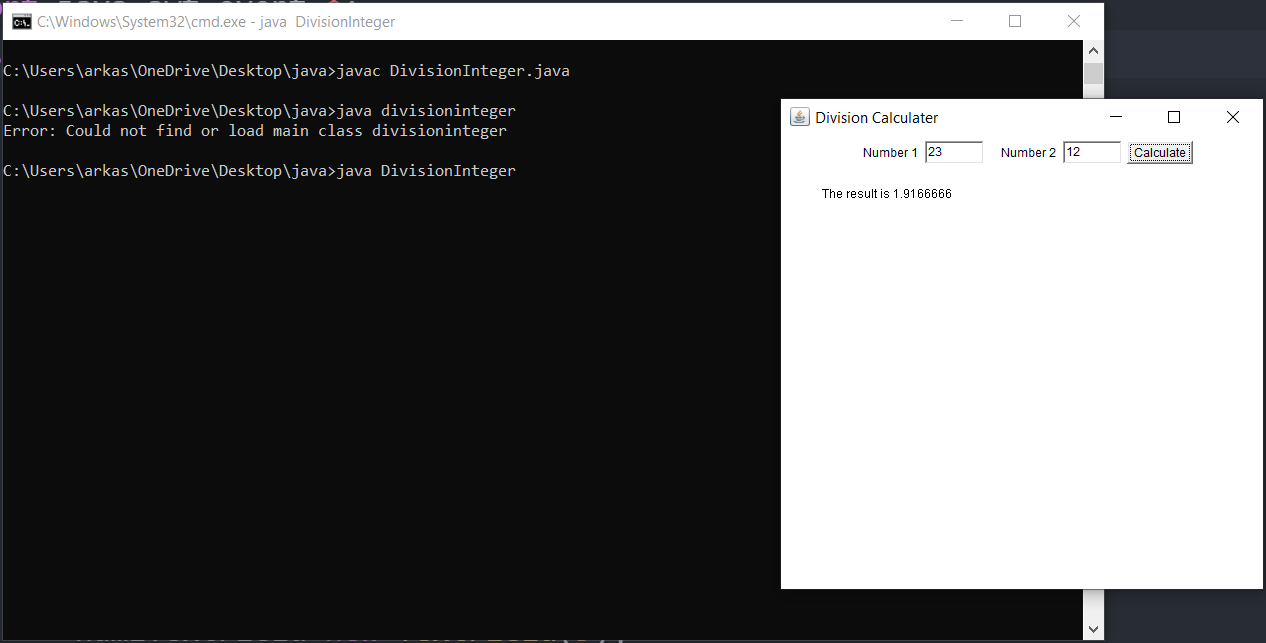 C:\Windows\System32\cmd.exe - java  DivisionInteger
C:\Users\arkas\OneDrive\Desktop\java>javac DivisionInteger.java
C:\Users\arkas\OneDrive\Desktop\java>java divisioninteger
Error: Could not find or load main class divisioninteger
C:\Users\arkas\OneDrive\Desktop\java>java DivisionInteger
Division Calculater
Number 1 23 Number 2 12 Calculate
The result is 1.9166666